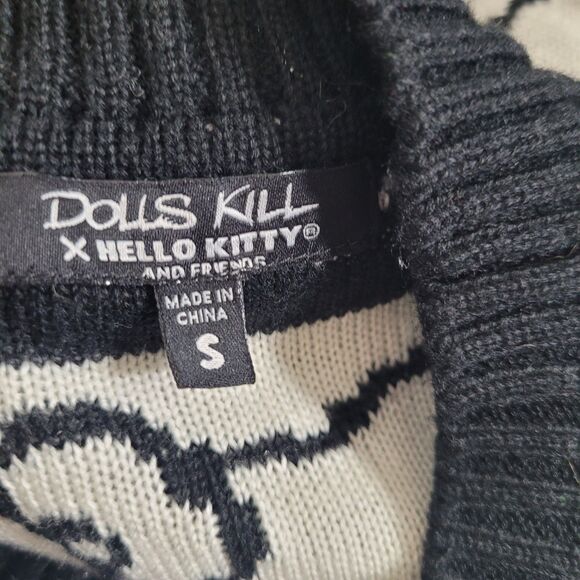 DOLLS KILL
X HELLO KITTY®
AND FRIENDS
MADE IN
CHINA
S